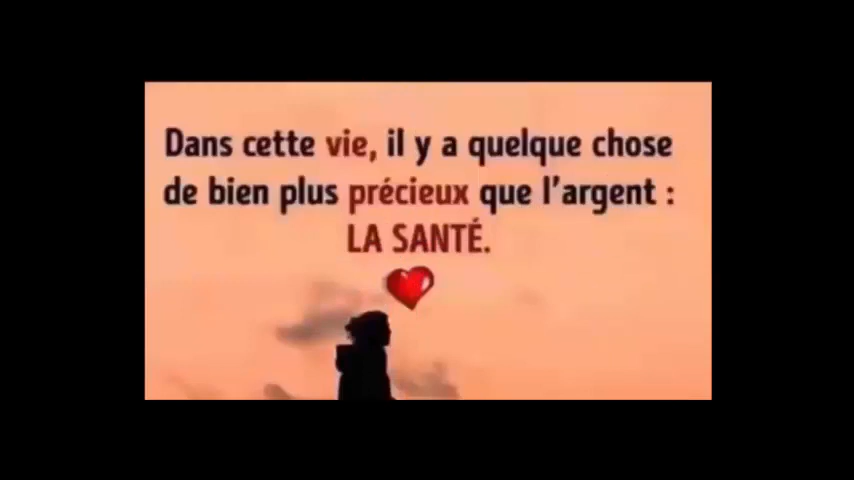 Dans cette vie, il y a quelque chose
de bien plus précieux que l'argent :
LA SANTÉ.